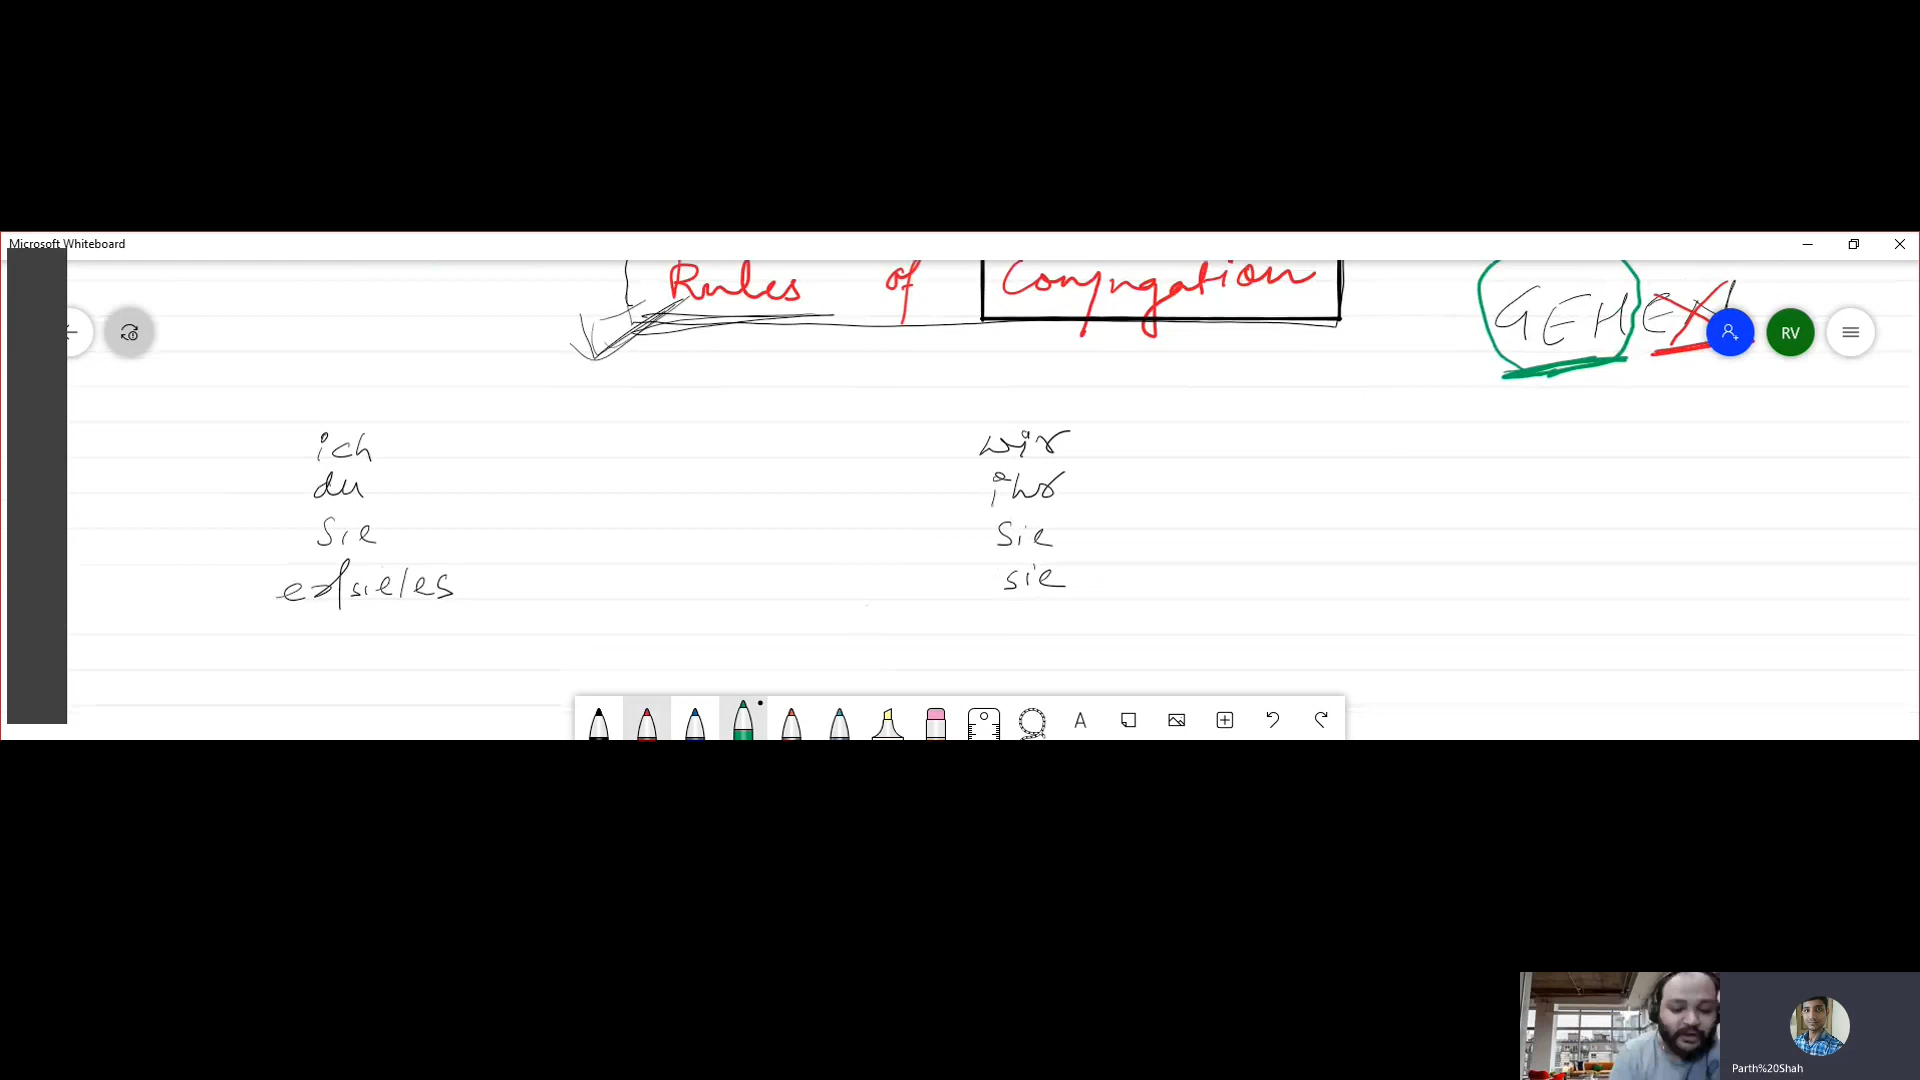 Microsoft Whiteboard
Rules of Conjugation
GEHEN
RV
ich
du
Sie
er/sie/es
wir
ihr
Sie
sie
A
Parth%20Shah